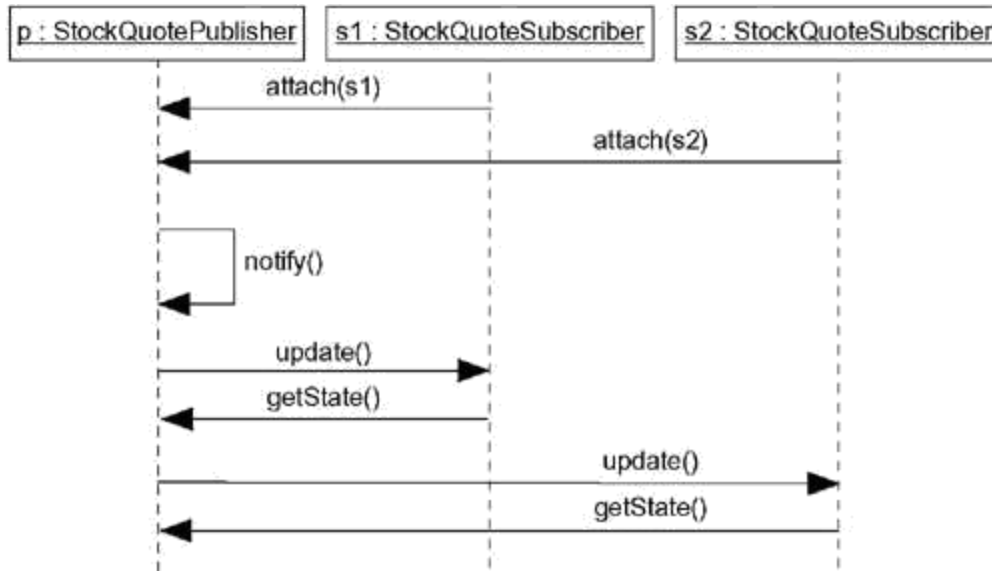 p : StockQuotePublisher
s1 : StockQuoteSubscriber
s2 : StockQuoteSubscriber
attach(s1)
attach(s2)
notify()
update()
getState()
update()
getState()